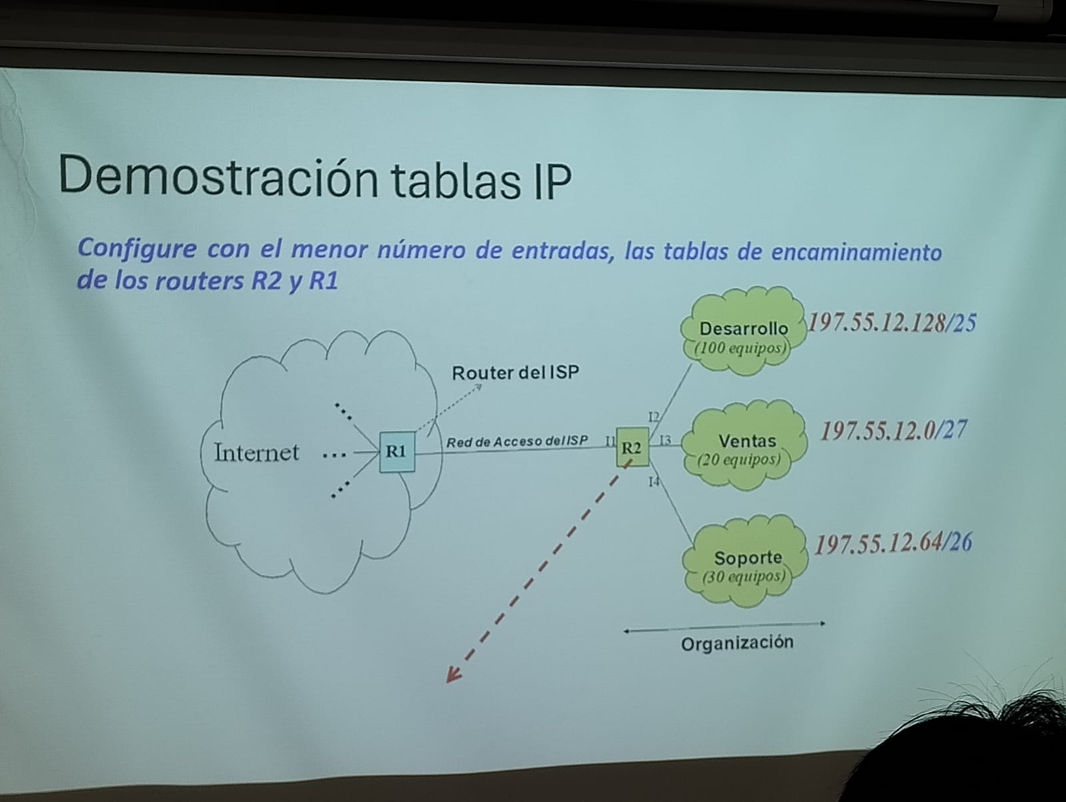 Demostración tablas IP
Configure con el menor número de entradas, las tablas de encaminamiento
de los routers R2 y R1
Desarrollo
(100 equipos)
197.55.12.128/25
Router del ISP
Internet
...
...
...
R1
Red de Acceso del ISP
I1
R2
I2
I3
I4
Ventas
(20 equipos)
197.55.12.0/27
Soporte
(30 equipos)
197.55.12.64/26
Organización